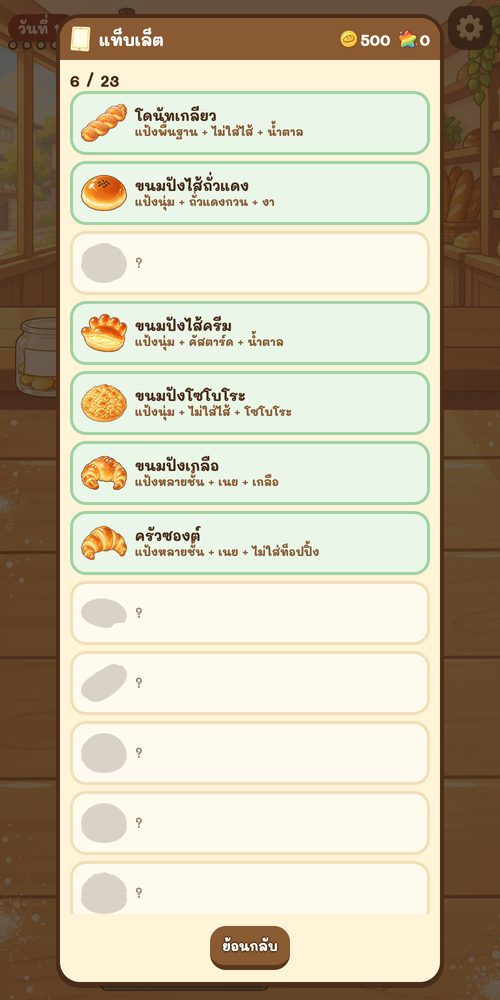 วันที่
แท็บเล็ต
500
0
6 / 23
โดนัทเกลียว
แป้งพื้นฐาน + ไม่ใส่ไส้ + น้ำตาล
ขนมปังไส้ถั่วแดง
แป้งนุ่ม + ถั่วแดงกวน + งา
?
ขนมปังไส้ครีม
แป้งนุ่ม + คัสตาร์ด + น้ำตาล
ขนมปังโซโบโระ
แป้งนุ่ม + ไม่ใส่ไส้ + โซโบโระ
ขนมปังเกลือ
แป้งหลายชั้น + เนย + เกลือ
ครัวซองต์
แป้งหลายชั้น + เนย + ไม่ใส่ท็อปปิ้ง
?
?
?
?
?
ย้อนกลับ